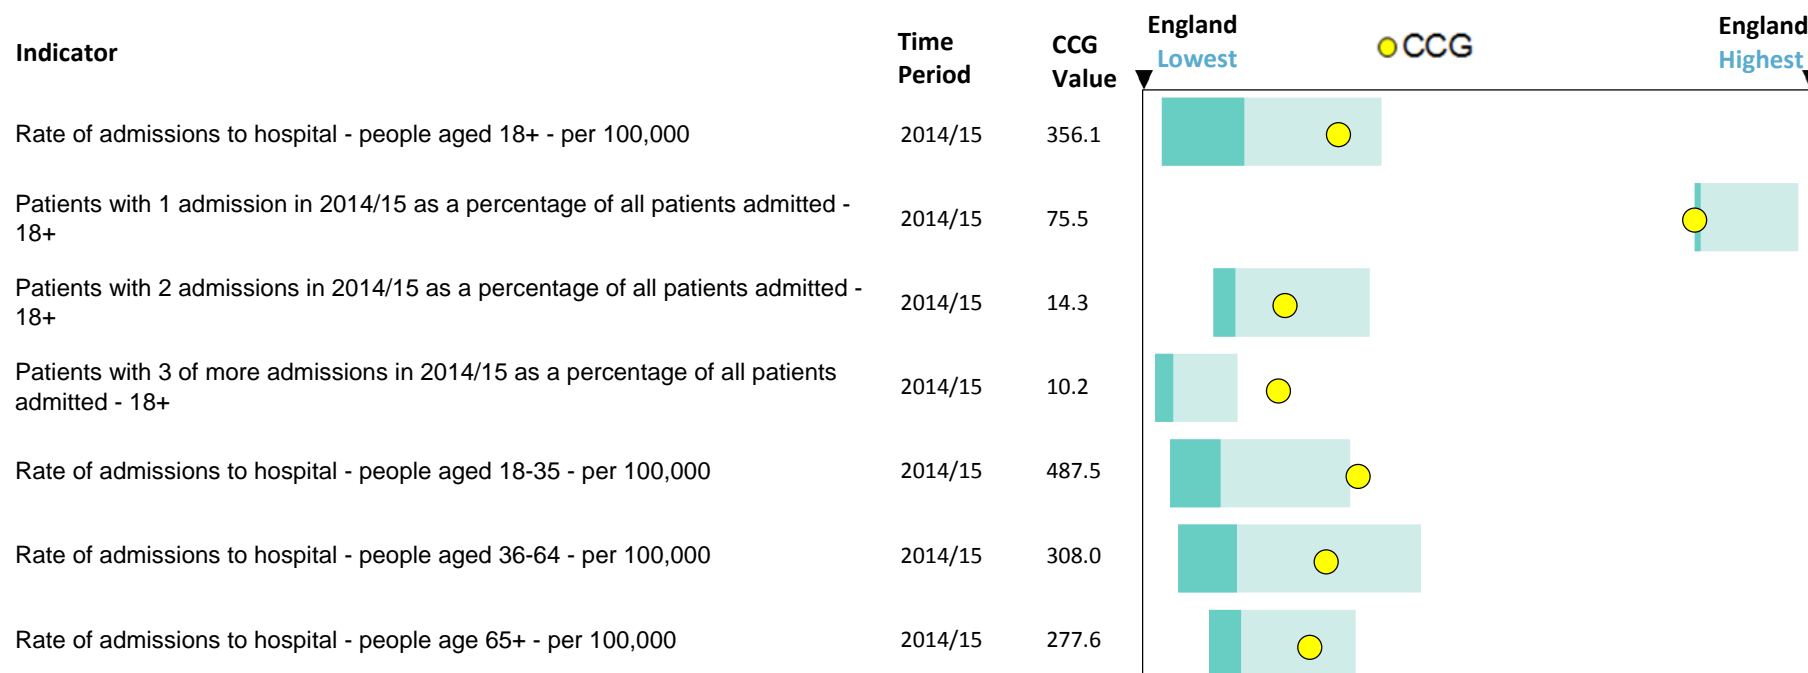 Indicator
Time Period
CCG Value
England Lowest
CCG
England Highest
Rate of admissions to hospital - people aged 18+ - per 100,000
2014/15
356.1
Patients with 1 admission in 2014/15 as a percentage of all patients admitted -
18+
2014/15
75.5
Patients with 2 admissions in 2014/15 as a percentage of all patients admitted -
18+
2014/15
14.3
Patients with 3 of more admissions in 2014/15 as a percentage of all patients
admitted - 18+
2014/15
10.2
Rate of admissions to hospital - people aged 18-35 - per 100,000
2014/15
487.5
Rate of admissions to hospital - people aged 36-64 - per 100,000
2014/15
308.0
Rate of admissions to hospital - people age 65+ - per 100,000
2014/15
277.6